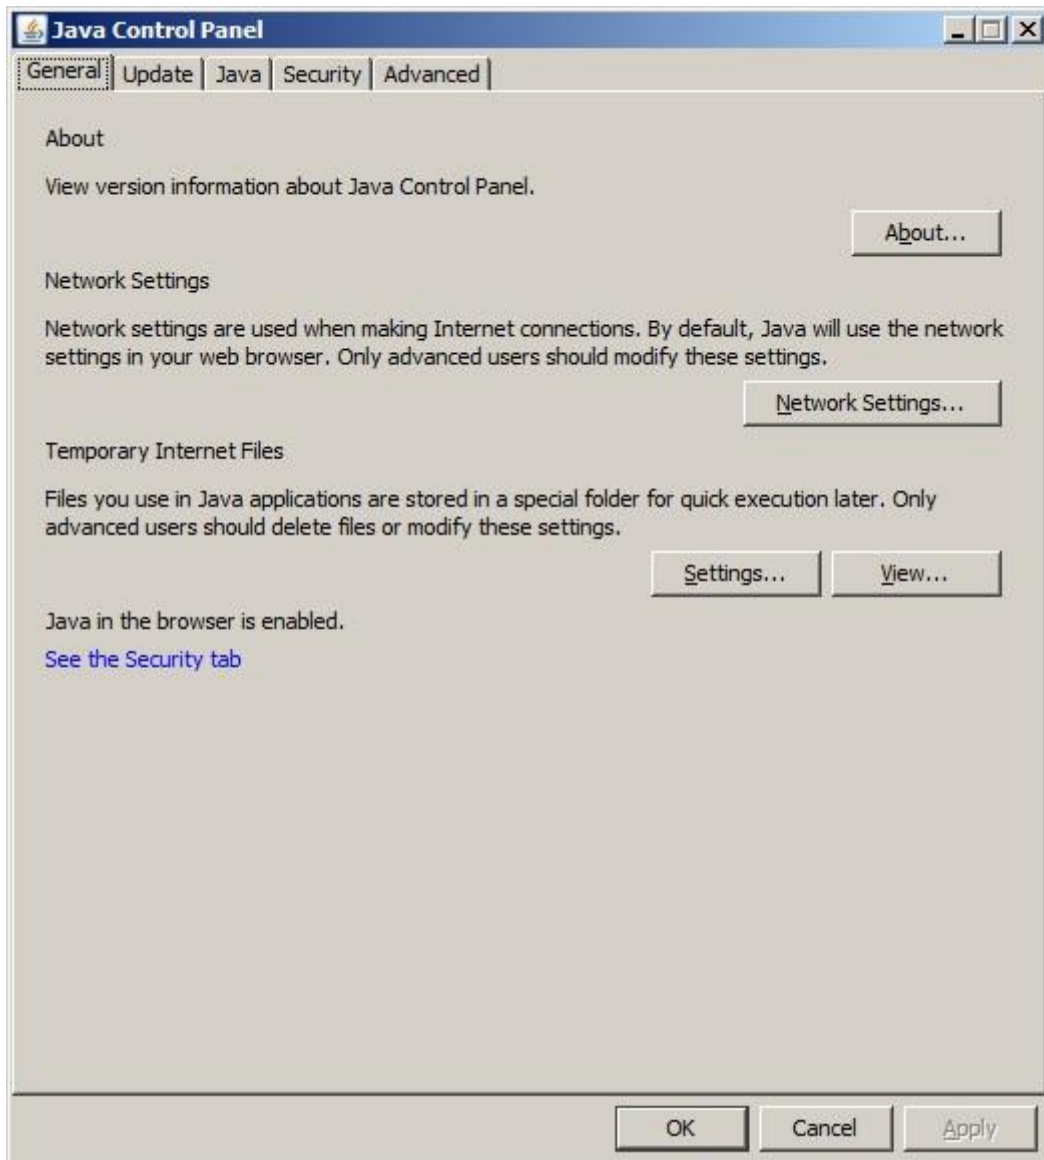 Java Control Panel
General Update Java Security Advanced
About
View version information about Java Control Panel.
About...
Network Settings
Network settings are used when making Internet connections. By default, Java will use the network
settings in your web browser. Only advanced users should modify these settings.
Network Settings...
Temporary Internet Files
Files you use in Java applications are stored in a special folder for quick execution later. Only
advanced users should delete files or modify these settings.
Settings... View...
Java in the browser is enabled.
See the Security tab
OK Cancel Apply